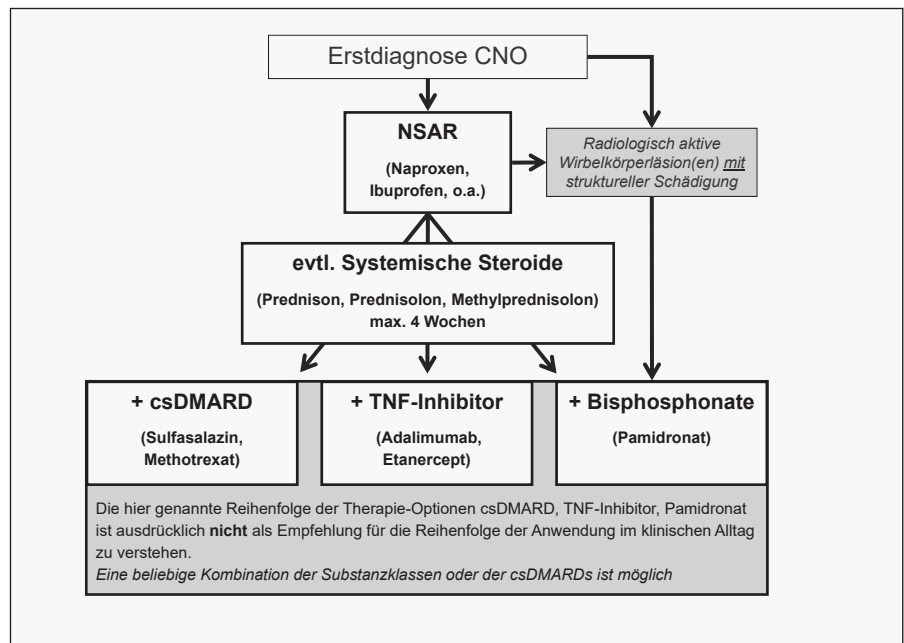 Erstdiagnose CNO
NSAR
(Naproxen,
Ibuprofen, o.a.)
Radiologisch aktive
Wirbelkörperläsion(en) mit
struktureller Schädigung
evtl. Systemische Steroide
(Prednison, Prednisolon, Methylprednisolon)
max. 4 Wochen
+ csDMARD
(Sulfasalazin,
Methotrexat)
+ TNF-Inhibitor
(Adalimumab,
Etanercept)
+ Bisphosphonate
(Pamidronat)
Die hier genannte Reihenfolge der Therapie-Optionen csDMARD, TNF-Inhibitor, Pamidronat
ist ausdrücklich nicht als Empfehlung für die Reihenfolge der Anwendung im klinischen Alltag
zu verstehen.
Eine beliebige Kombination der Substanzklassen oder der csDMARDs ist möglich